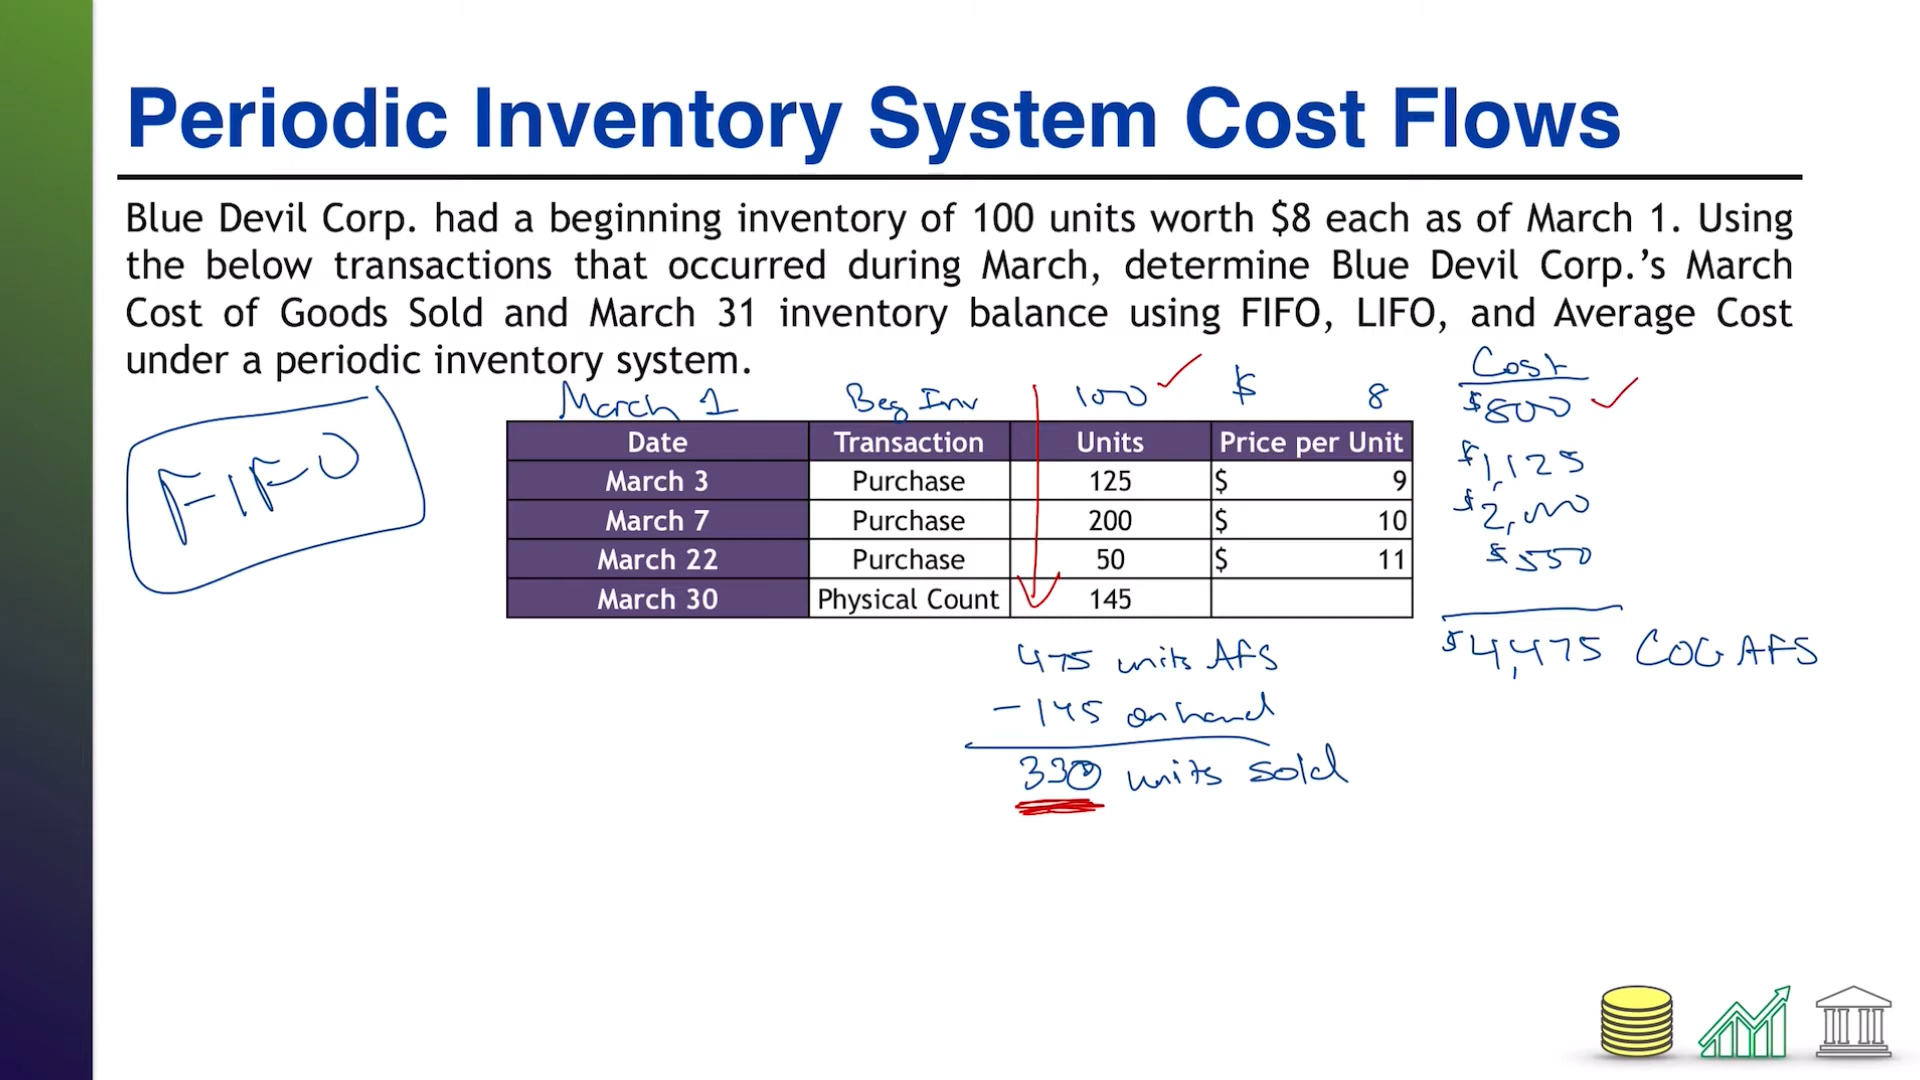 Periodic Inventory System Cost Flows
Blue Devil Corp. had a beginning inventory of 100 units worth $8 each as of March 1. Using
the below transactions that occurred during March, determine Blue Devil Corp.’s March
Cost of Goods Sold and March 31 inventory balance using FIFO, LIFO, and Average Cost
under a periodic inventory system.
Cost
March 1 Beg Inv 100 $ 8 $800
FIFO
Date Transaction Units Price per Unit
March 3 Purchase 125 $ 9 $1,125
March 7 Purchase 200 $ 10 $2,000
March 22 Purchase 50 $ 11 $550
March 30 Physical Count 145
475 units AFS $4,475 COG AFS
- 145 on hand
330 units sold